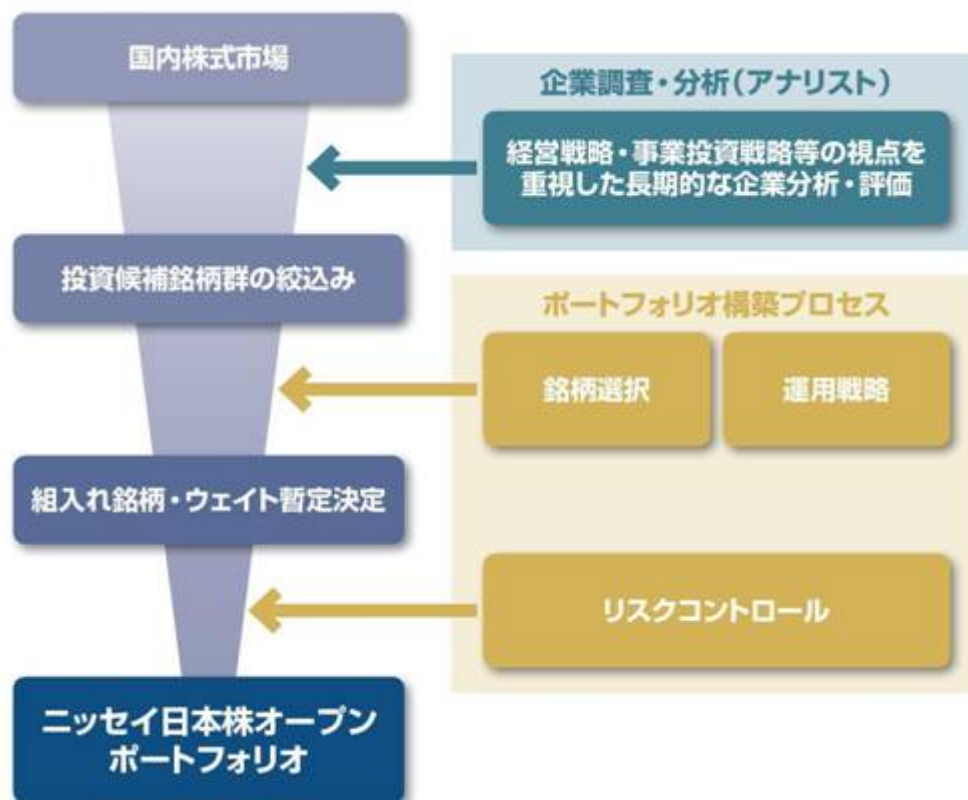 国内株式市場
企業調査・分析(アナリスト)
経営戦略・事業投資戦略等の視点を
重視した長期的な企業分析・評価
投資候補銘柄群の絞込み
ポートフォリオ構築プロセス
銘柄選択
運用戦略
組入れ銘柄・ウェイト暫定決定
リスクコントロール
ニッセイ日本株オープン
ポートフォリオ